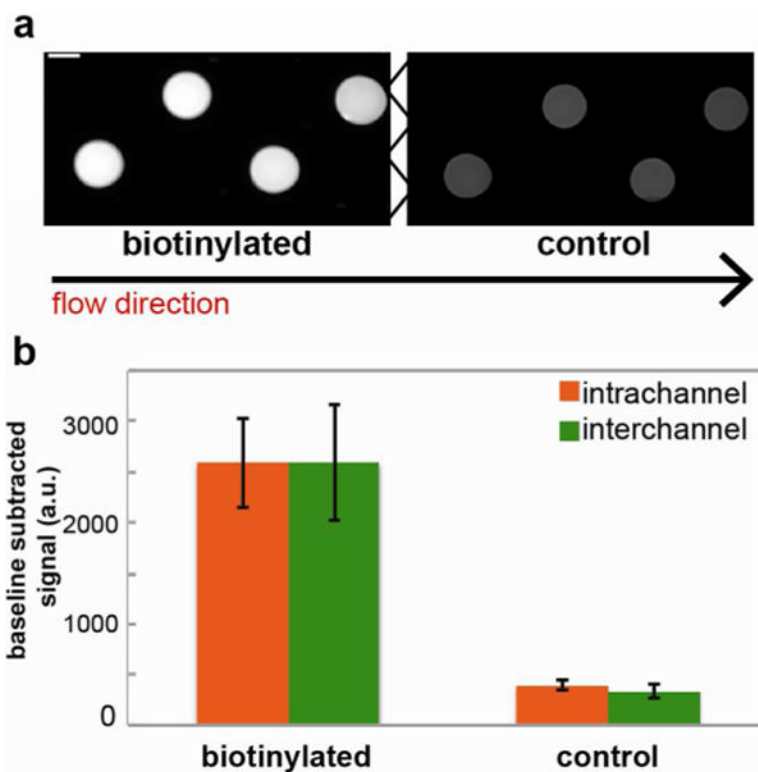 a
biotinylated
control
flow direction
b
baseline subtracted
signal (a.u.)
3000
2000
1000
0
intrachannel
interchannel
biotinylated
control